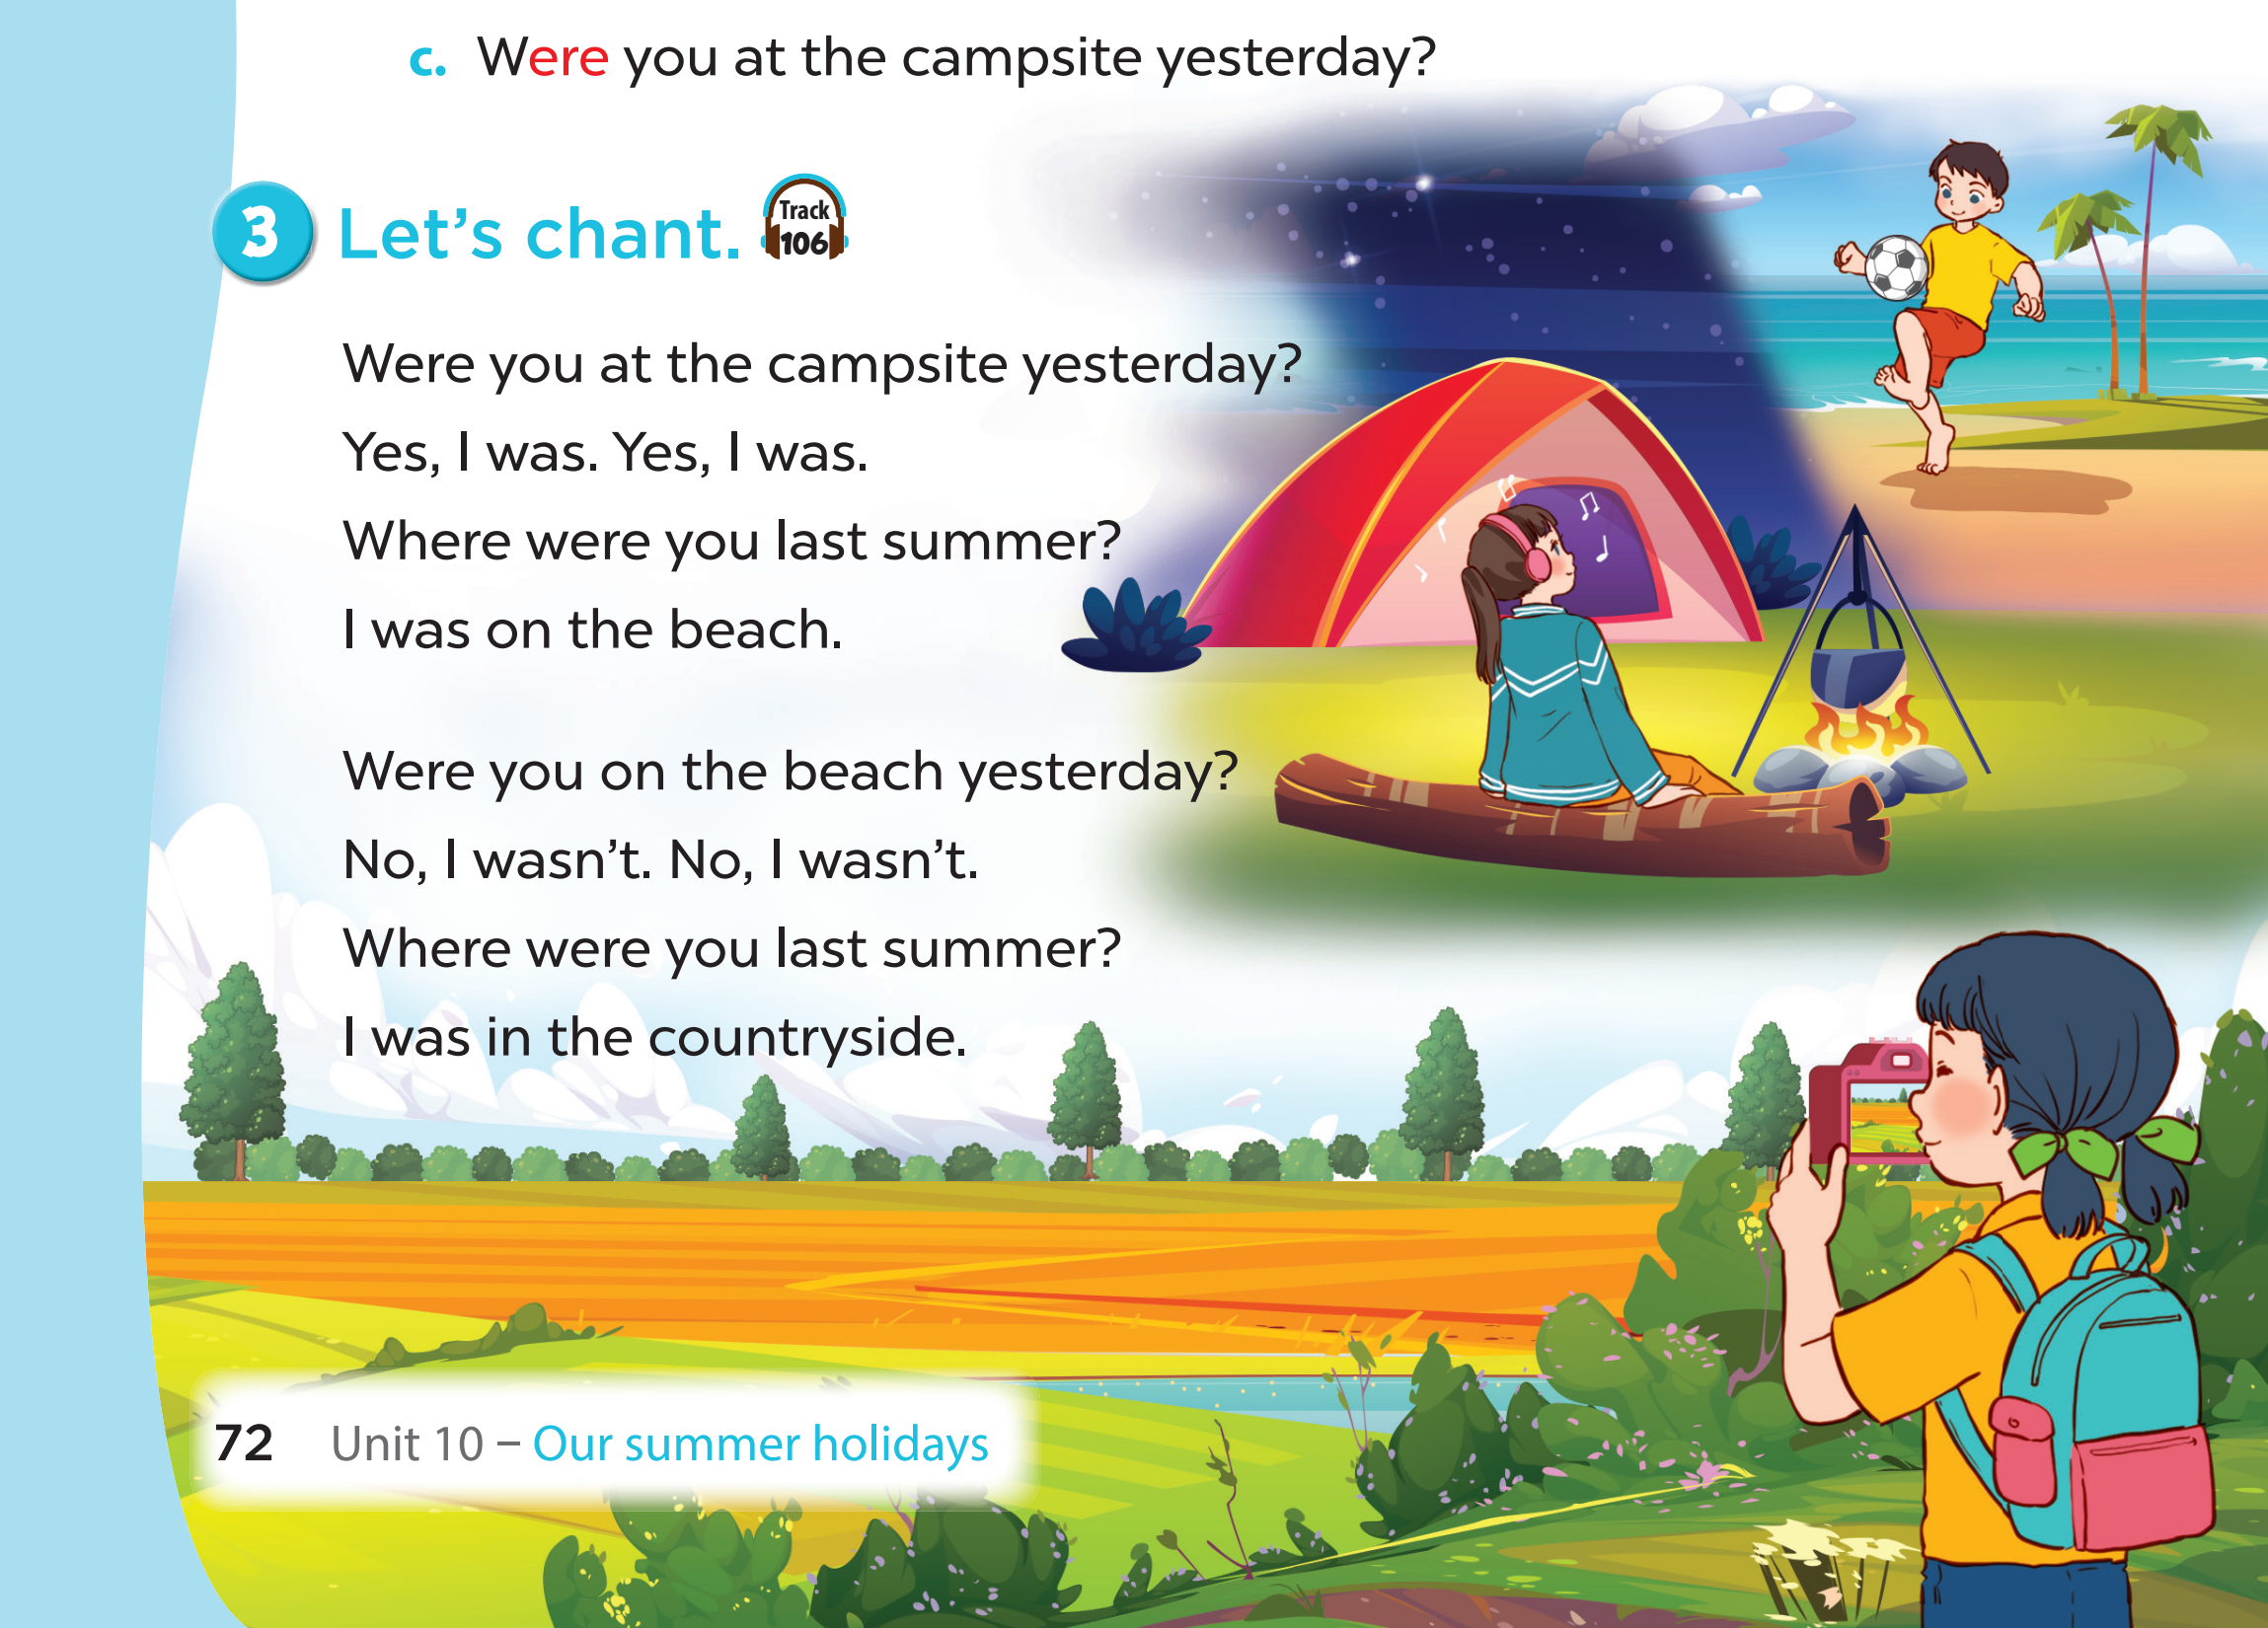 c. Were you at the campsite yesterday?
3 Let's chant. Track 106
Were you at the campsite yesterday?
Yes, I was. Yes, I was.
Where were you last summer?
I was on the beach.
Were you on the beach yesterday?
No, I wasn't. No, I wasn't.
Where were you last summer?
I was in the countryside.
72 Unit 10 – Our summer holidays